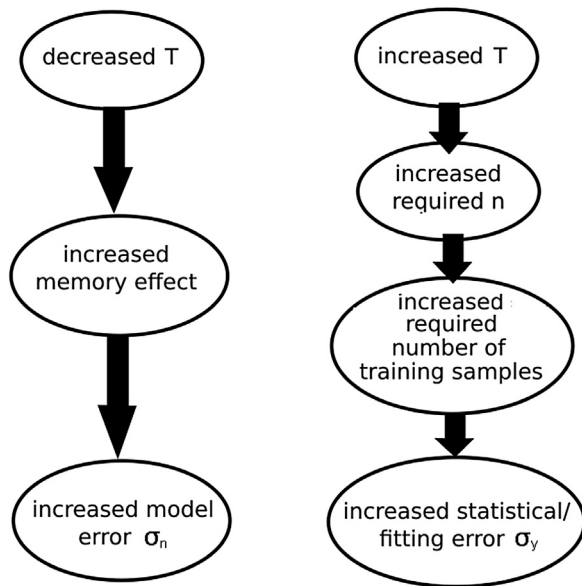 decreased T
increased
memory effect
increased model
error σₙ
increased T
increased
required n
increased
required
number of
training samples
increased statistical/
fitting error σᵧ